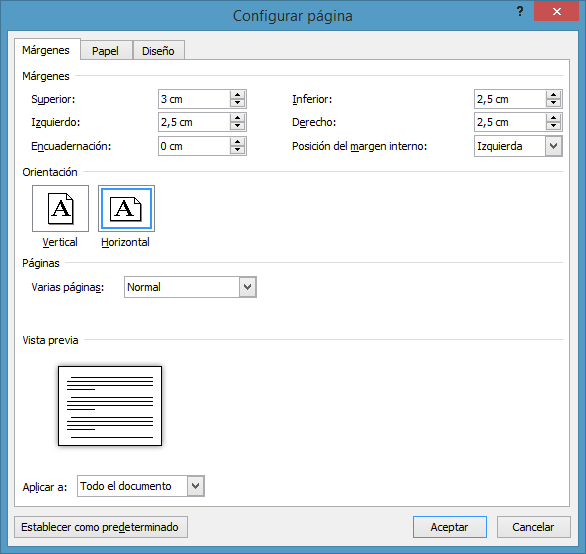 Configurar página
? ×
Márgenes Papel Diseño
Márgenes
Superior: 3 cm Inferior: 2,5 cm
Izquierdo: 2,5 cm Derecho: 2,5 cm
Encuadernación: 0 cm Posición del margen interno: Izquierda
Orientación
A A
Vertical Horizontal
Páginas
Varias páginas: Normal
Vista previa
Aplicar a: Todo el documento
Establecer como predeterminado Aceptar Cancelar